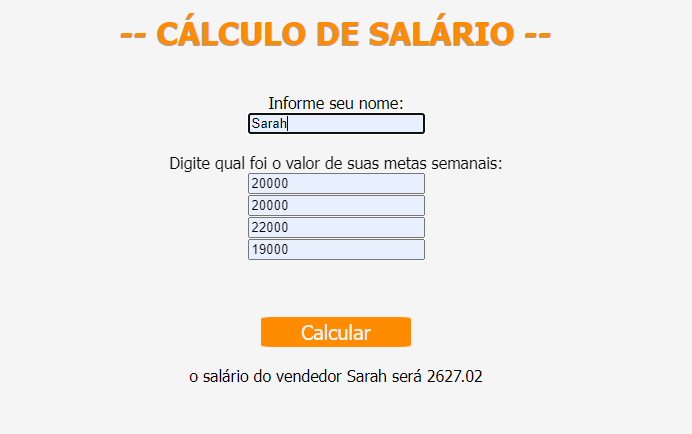 -- CÁLCULO DE SALÁRIO --
Informe seu nome:
Sarah
Digite qual foi o valor de suas metas semanais:
20000
20000
22000
19000
Calcular
o salário do vendedor Sarah será 2627.02